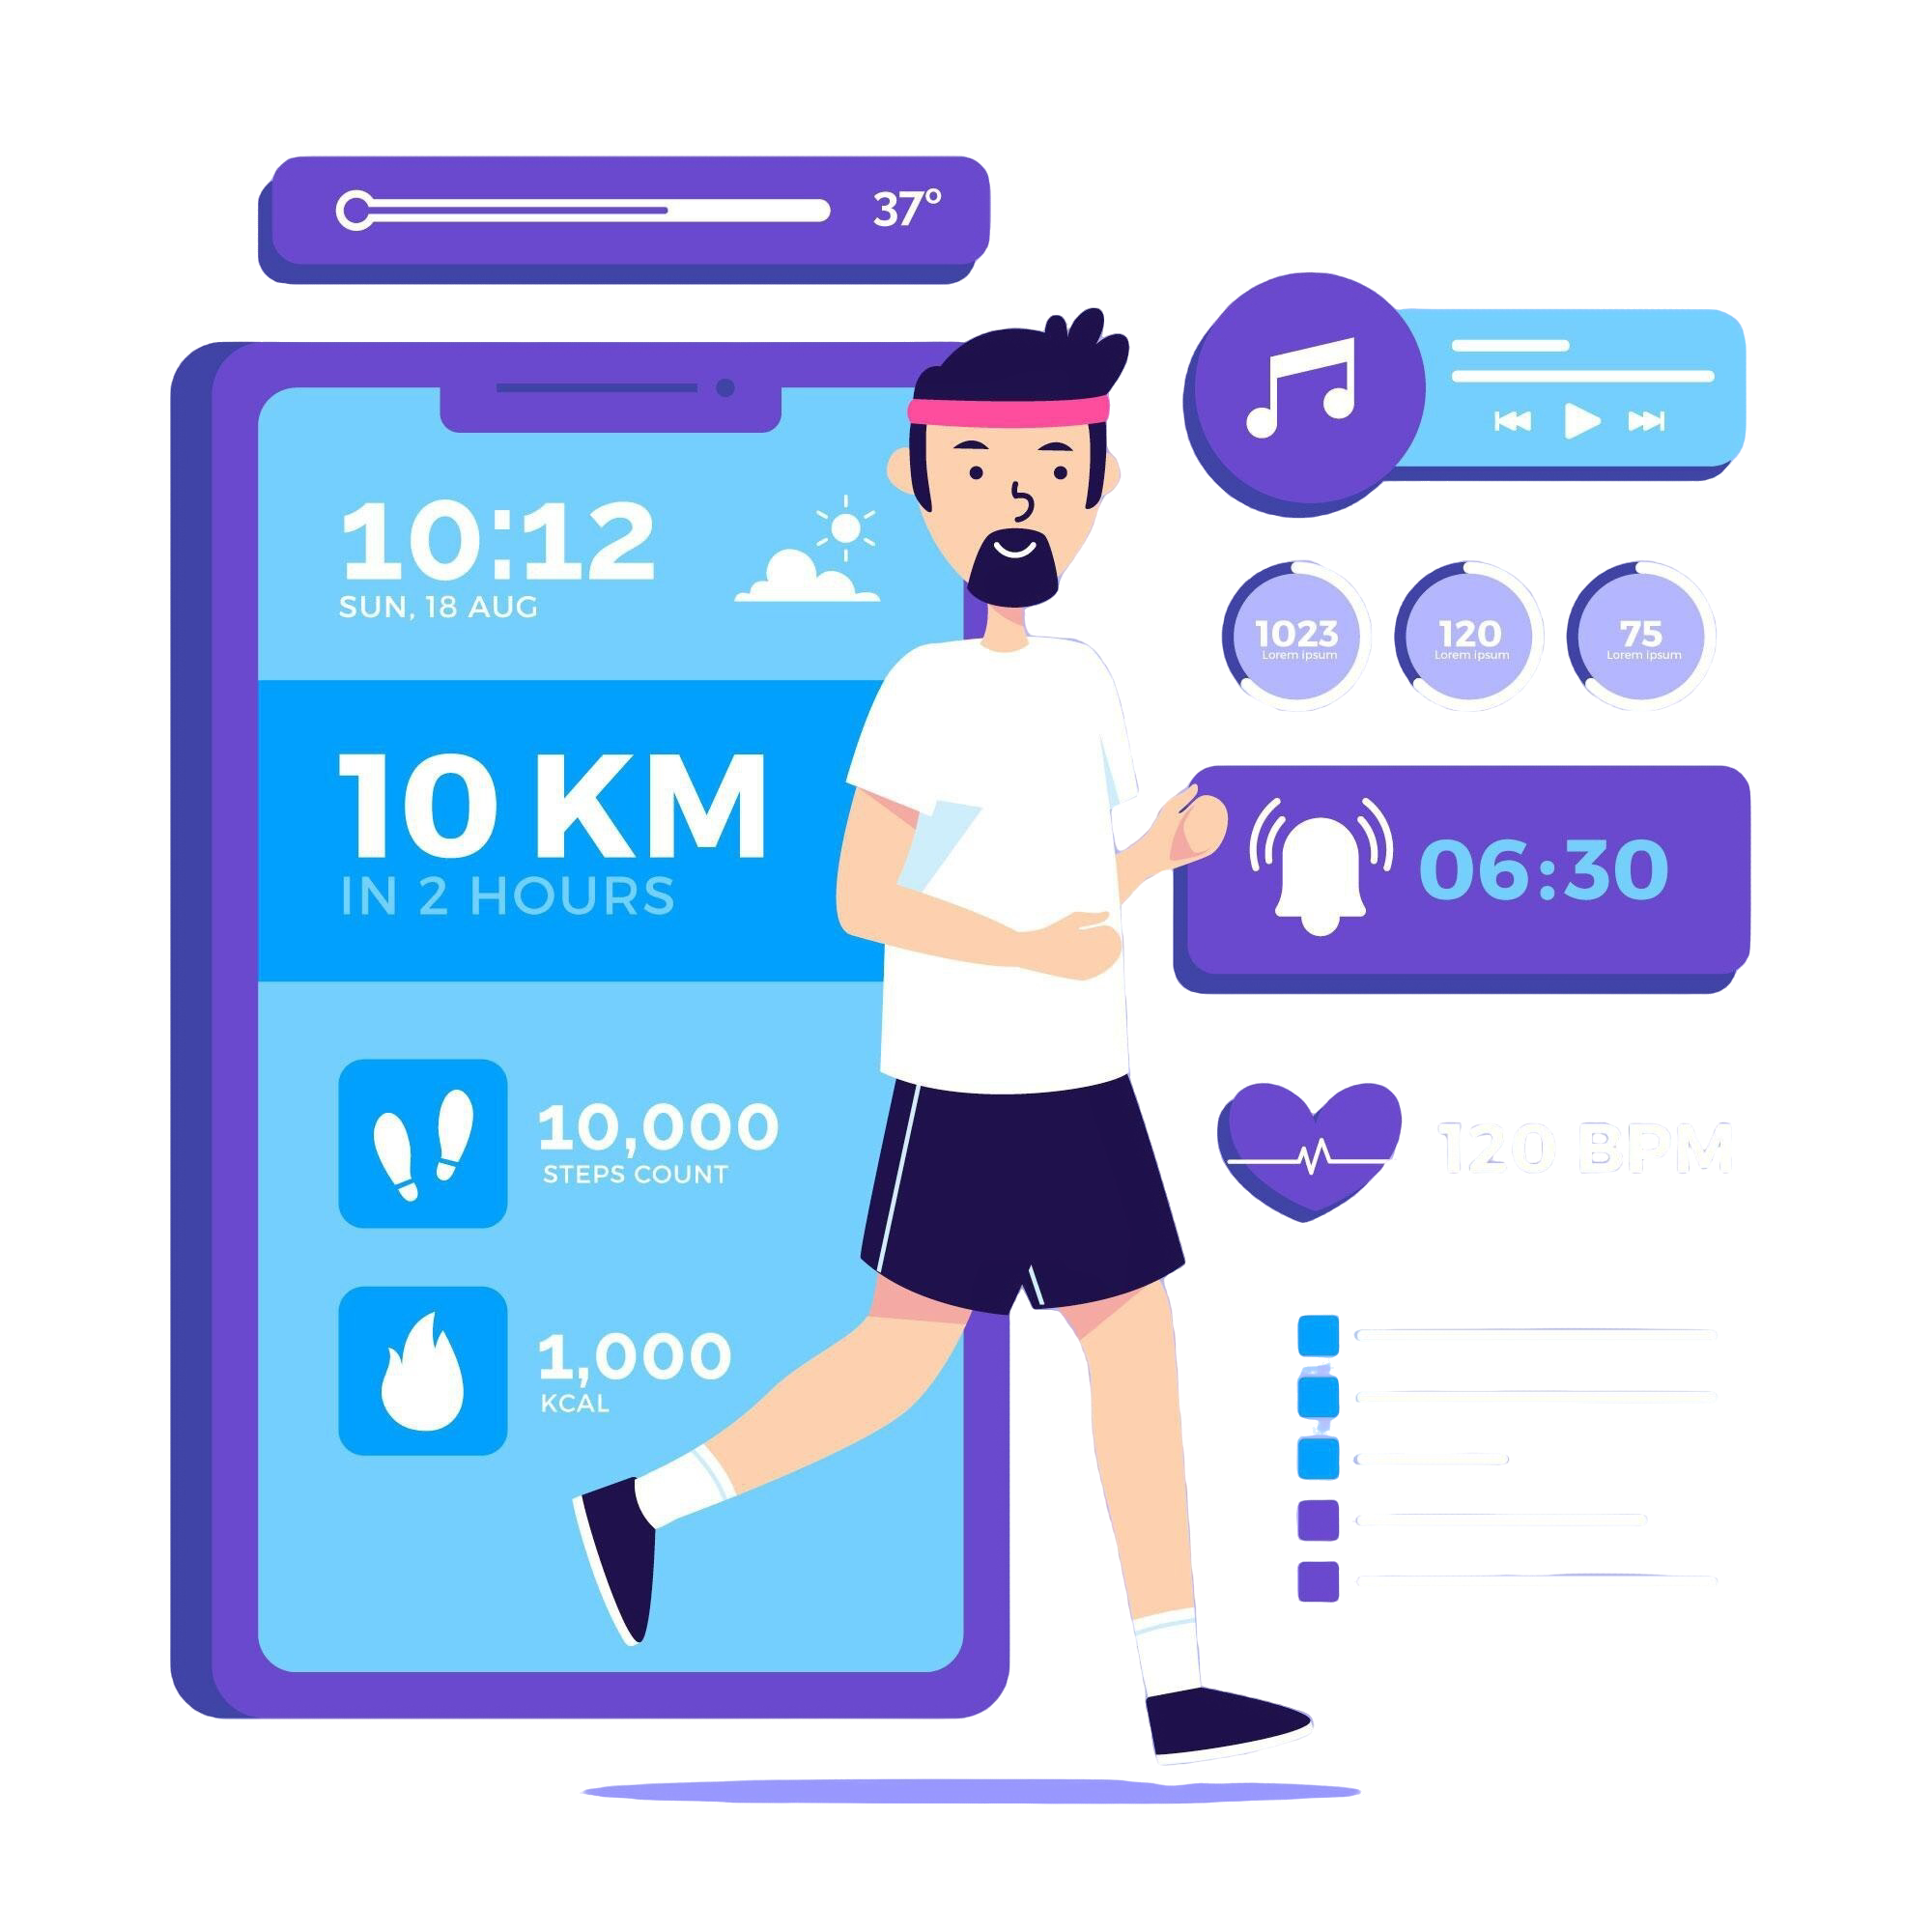 37°
10:12
SUN, 18 AUG
10 KM
IN 2 HOURS
10,000
STEPS COUNT
1,000
KCAL
1023
Lorem ipsum
120
Lorem ipsum
75
Lorem ipsum
06:30
120 BPM